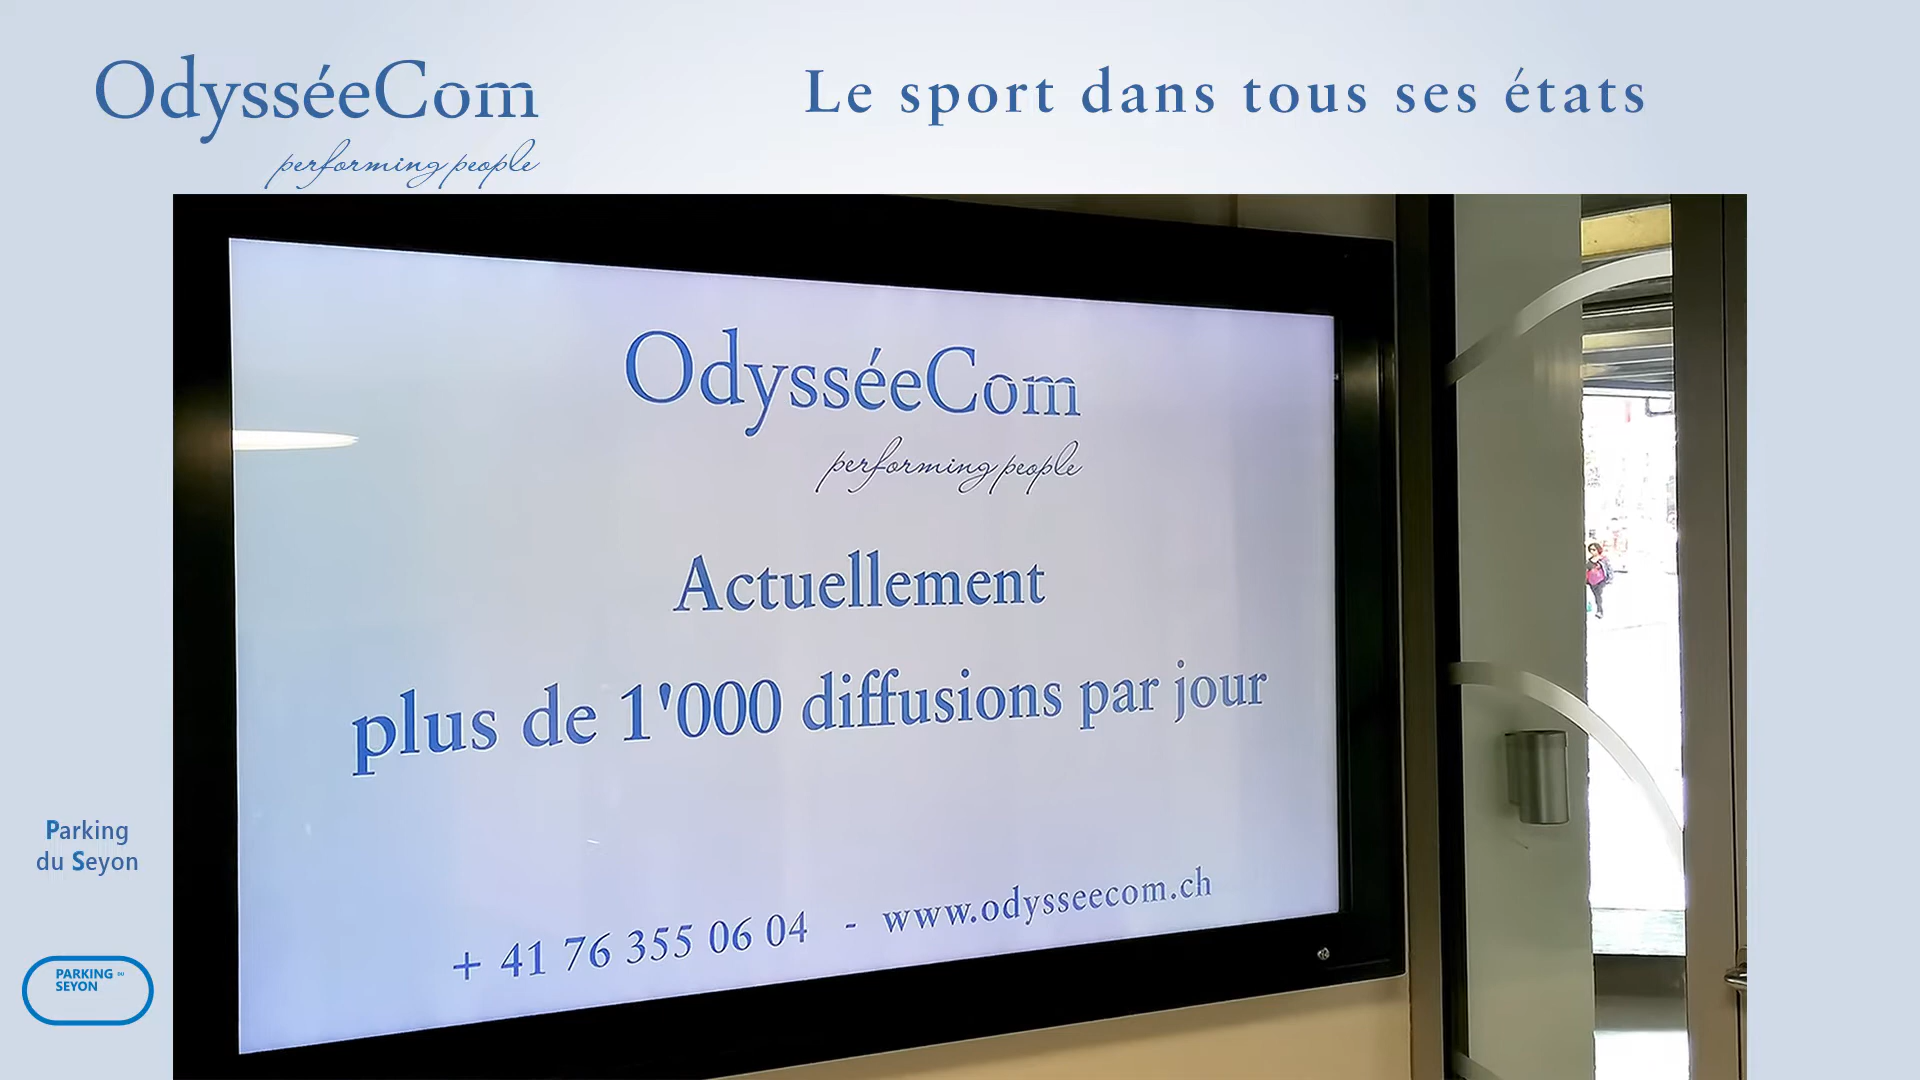 OdysséeCom
performing people
Le sport dans tous ses états
OdysséeCom
performing people
Actuellement
plus de 1'000 diffusions par jour
+ 41 76 355 06 04 - www.odysseecom.ch
Parking
du Seyon
PARKING DU
SEYON